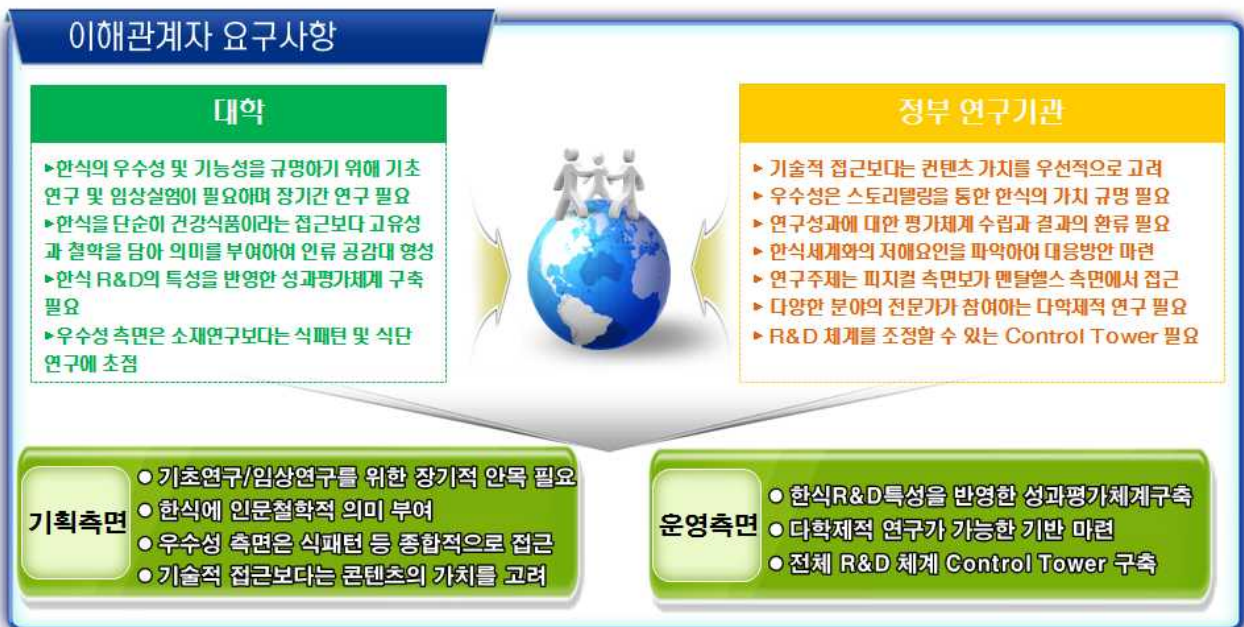 이해관계자 요구사항
대학
▸한식의 우수성 및 기능성을 규명하기 위해 기초
연구 및 임상실험이 필요하며 장기간 연구 필요
▸한식을 단순히 건강식품이라는 접근보다 고유성
과 철학을 담아 의미를 부여하여 인류 공감대 형성
▸한식 R&D의 특성을 반영한 성과평가체계 구축
필요
▸우수성 측면은 소재연구보다는 식패턴 및 식단
연구에 초점
정부 연구기관
▸ 기술적 접근보다는 컨텐츠 가치를 우선적으로 고려
▸ 우수성은 스토리텔링을 통한 한식의 가치 규명 필요
▸ 연구성과에 대한 평가체계 수립과 결과의 환류 필요
▸ 한식세계화의 저해요인을 파악하여 대응방안 마련
▸ 연구주제는 피지컬 측면보가 멘탈헬스 측면에서 접근
▸ 다양한 분야의 전문가가 참여하는 다학제적 연구 필요
▸ R&D 체계를 조정할 수 있는 Control Tower 필요
기획측면
● 기초연구/임상연구를 위한 장기적 안목 필요
● 한식에 인문철학적 의미 부여
● 우수성 측면은 식패턴 등 종합적으로 접근
● 기술적 접근보다는 콘텐츠의 가치를 고려
운영측면
● 한식R&D특성을 반영한 성과평가체계구축
● 다학제적 연구가 가능한 기반 마련
● 전체 R&D 체계 Control Tower 구축